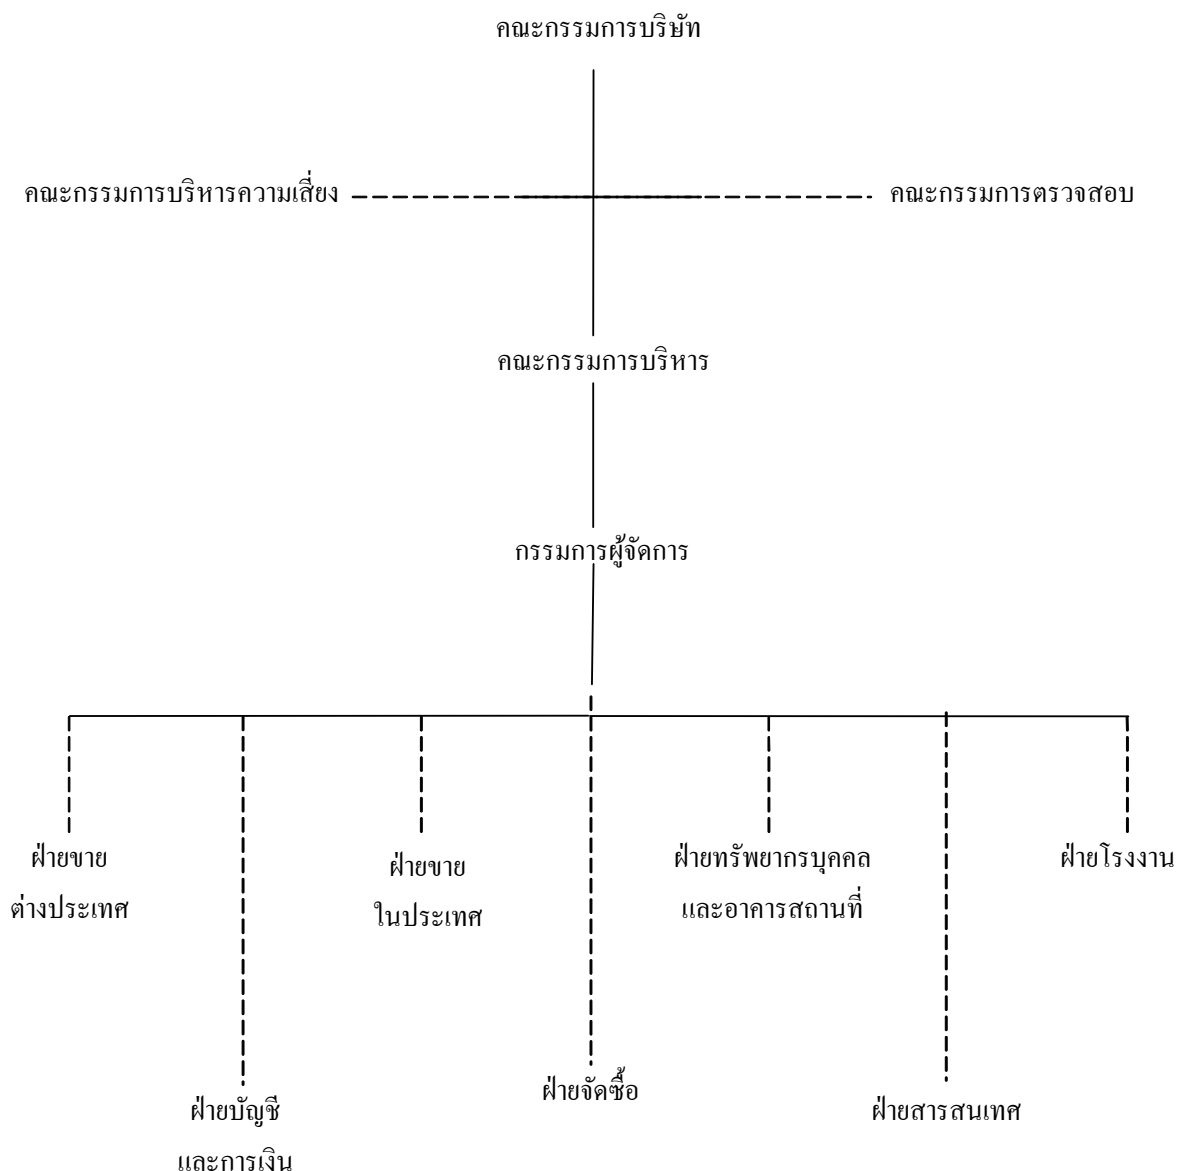 คณะกรรมการบริษัท
คณะกรรมการบริหารความเสี่ยง
คณะกรรมการตรวจสอบ
คณะกรรมการบริหาร
กรรมการผู้จัดการ
ฝ่ายขาย
ต่างประเทศ
ฝ่ายขาย
ในประเทศ
ฝ่ายทรัพยากรบุคคล
และอาคารสถานที่
ฝ่ายโรงงาน
ฝ่ายบัญชี
และการเงิน
ฝ่ายจัดซื้อ
ฝ่ายสารสนเทศ